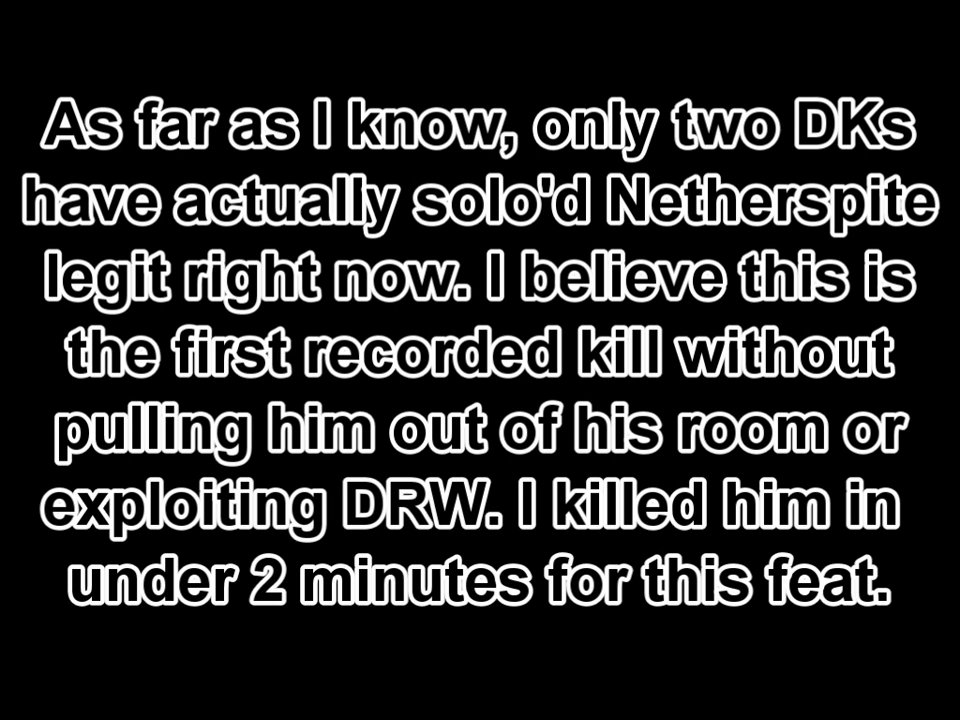 As far as I know, only two DKs
have actually solo'd Netherspite
legit right now. I believe this is
the first recorded kill without
pulling him out of his room or
exploiting DRW. I killed him in
under 2 minutes for this feat.